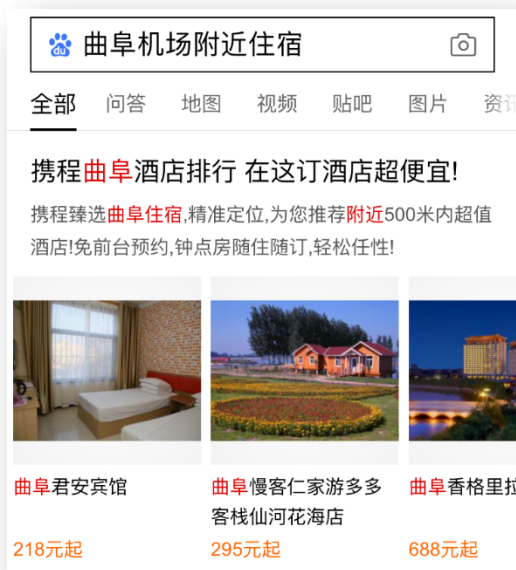 du
曲阜机场附近住宿
全部 问答 地图 视频 贴吧 图片 资讯
携程曲阜酒店排行 在这订酒店超便宜!
携程臻选曲阜住宿,精准定位,为您推荐附近500米内超值
酒店!免前台预约,钟点房随住随订,轻松任性!
曲阜君安宾馆
218元起
曲阜慢客仁家游多多
客栈仙河花海店
295元起
曲阜香格里拉
688元起